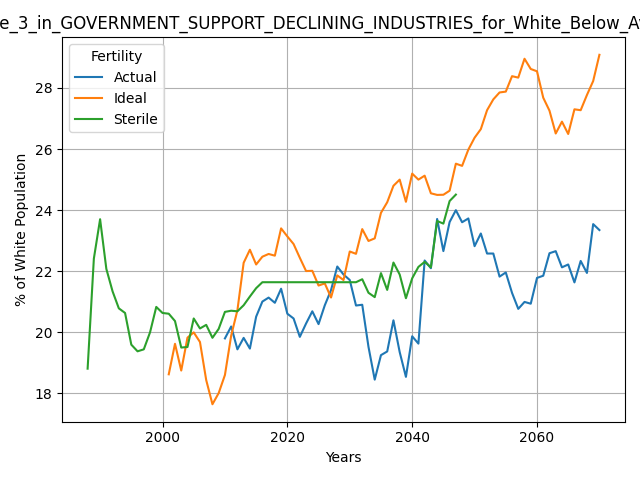 e_3_in_GOVERNMENT_SUPPORT_DECLINING_INDUSTRIES_for_White_Below_A
Fertility
Actual
Ideal
Sterile
% of White Population
28
26
24
22
20
18
2000
2020
2040
2060
Years